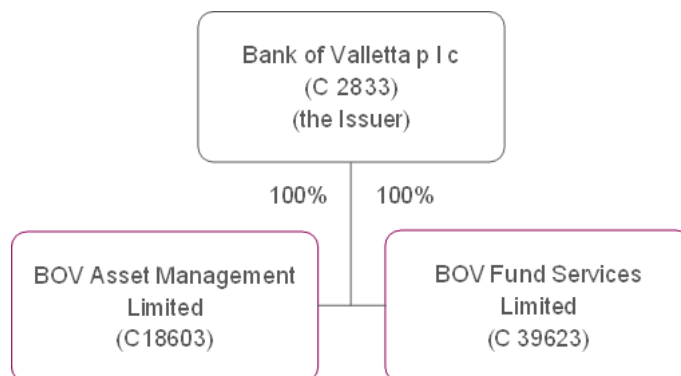 Bank of Valletta p l c
(C 2833)
(the Issuer)
100%
100%
BOV Asset Management
Limited
(C18603)
BOV Fund Services
Limited
(C 39623)